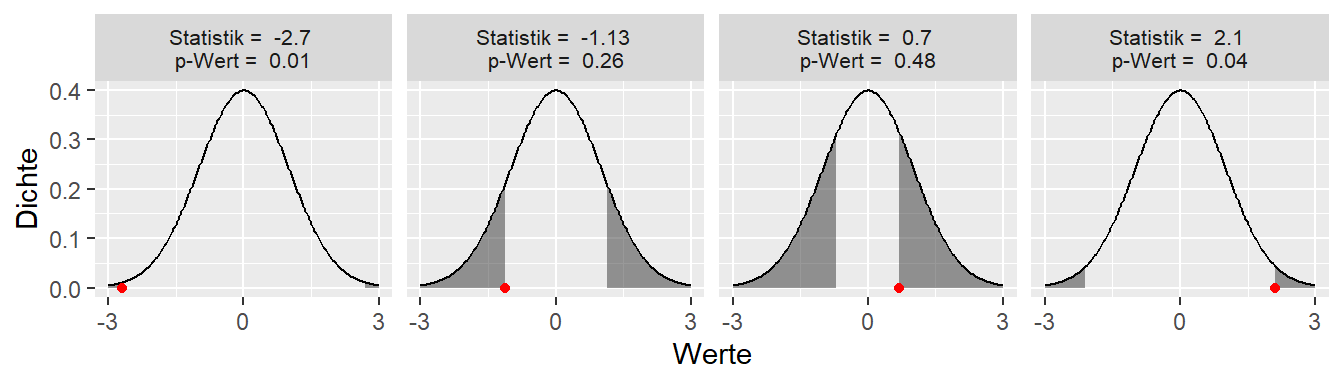 Statistik =  -2.7
p-Wert =  0.01
Statistik =  -1.13
p-Wert =  0.26
Statistik =  0.7
p-Wert =  0.48
Statistik =  2.1
p-Wert =  0.04
Dichte
0.4
0.3
0.2
0.1
0.0
-3 0 3
-3 0 3
-3 0 3
-3 0 3
Werte